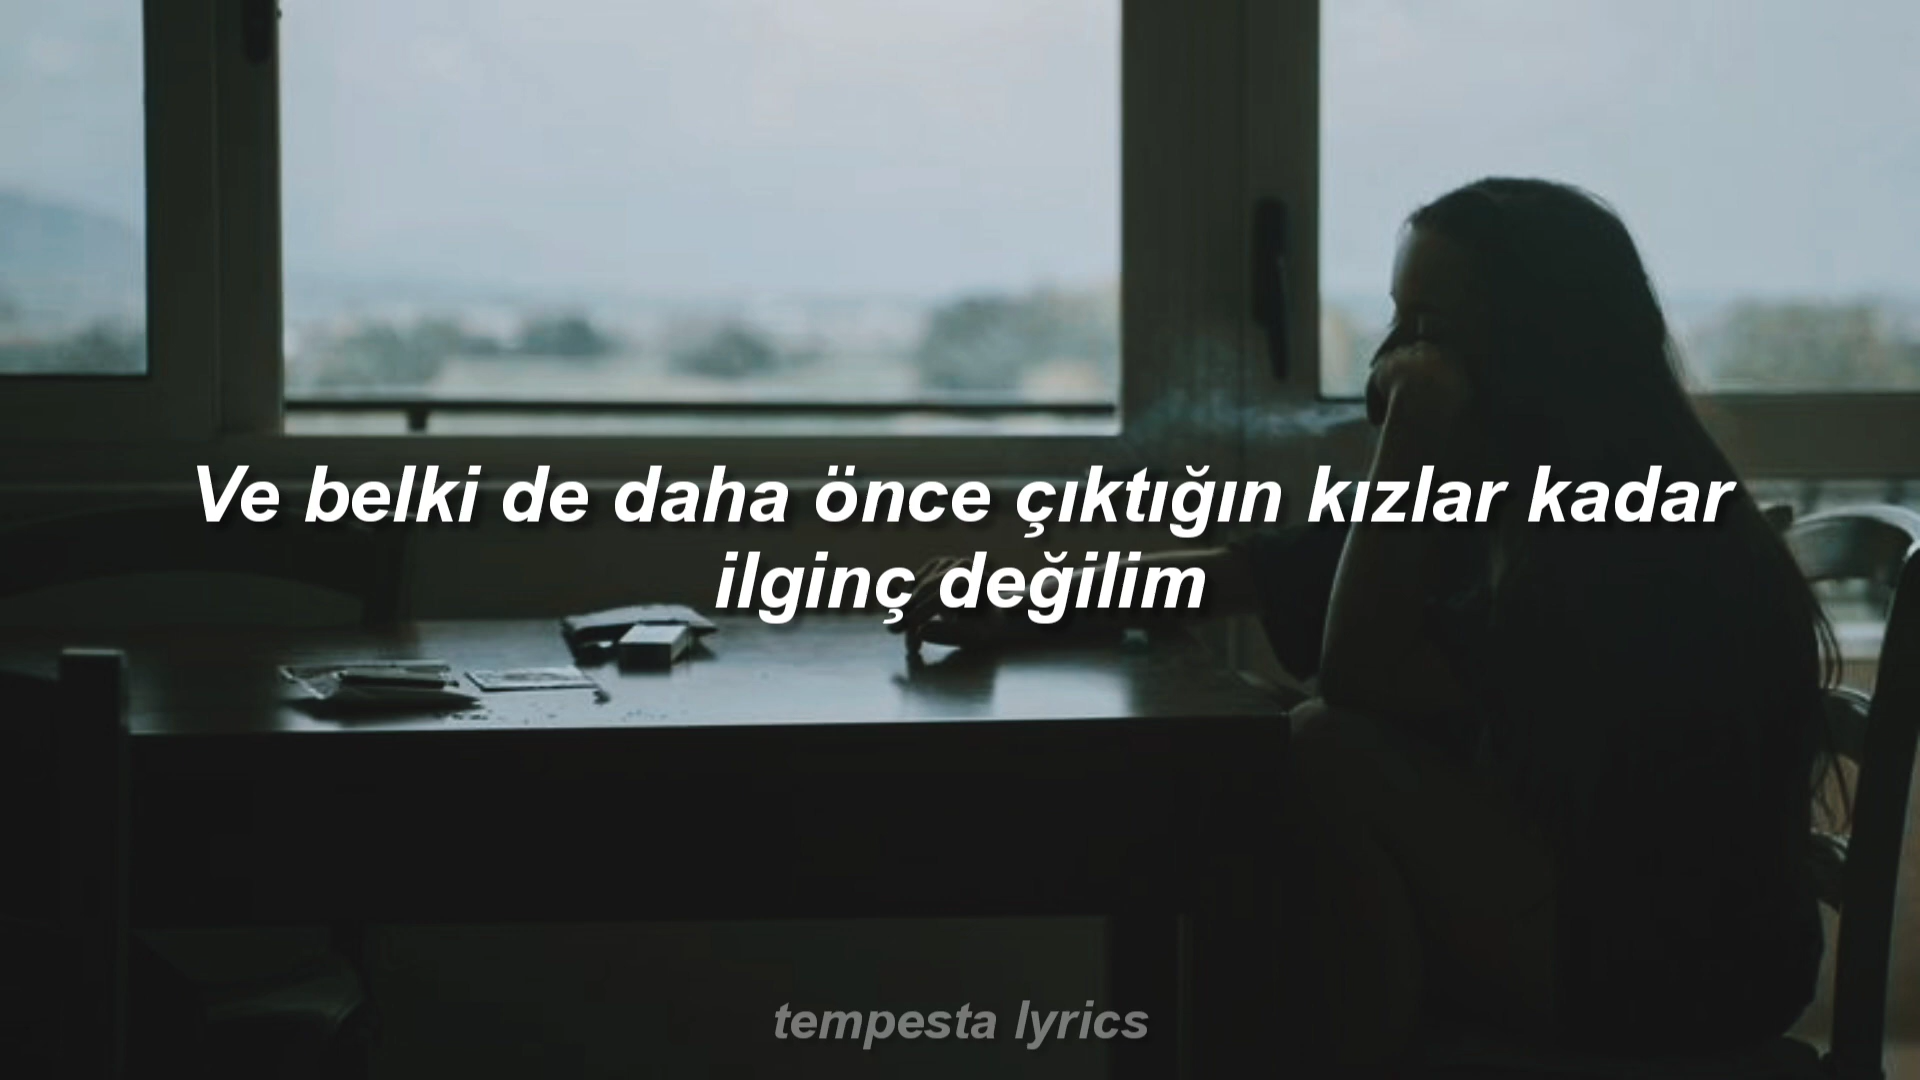 Ve belki de daha önce çıktığın kızlar kadar
ilginç değilim
tempesta lyrics